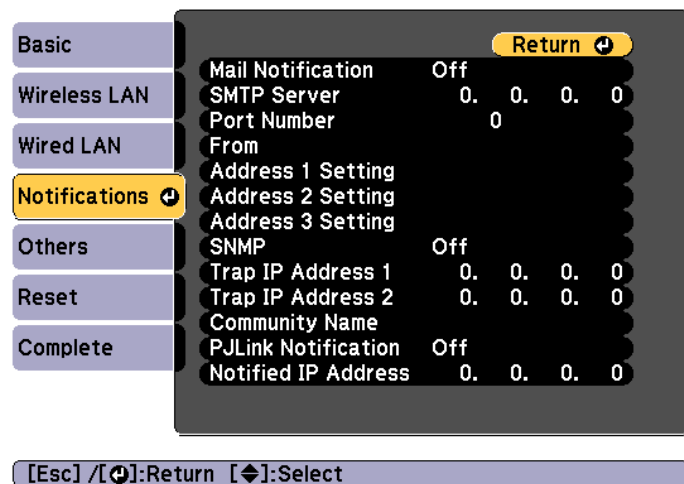 Basic
Wireless LAN
Wired LAN
Notifications
Others
Reset
Complete
Return
Mail Notification Off
SMTP Server 0. 0. 0. 0
Port Number 0
From
Address 1 Setting
Address 2 Setting
Address 3 Setting
SNMP Off
Trap IP Address 1 0. 0. 0. 0
Trap IP Address 2 0. 0. 0. 0
Community Name
PJLink Notification Off
Notified IP Address 0. 0. 0. 0
[Esc] /[⏎]:Return [◆]:Select